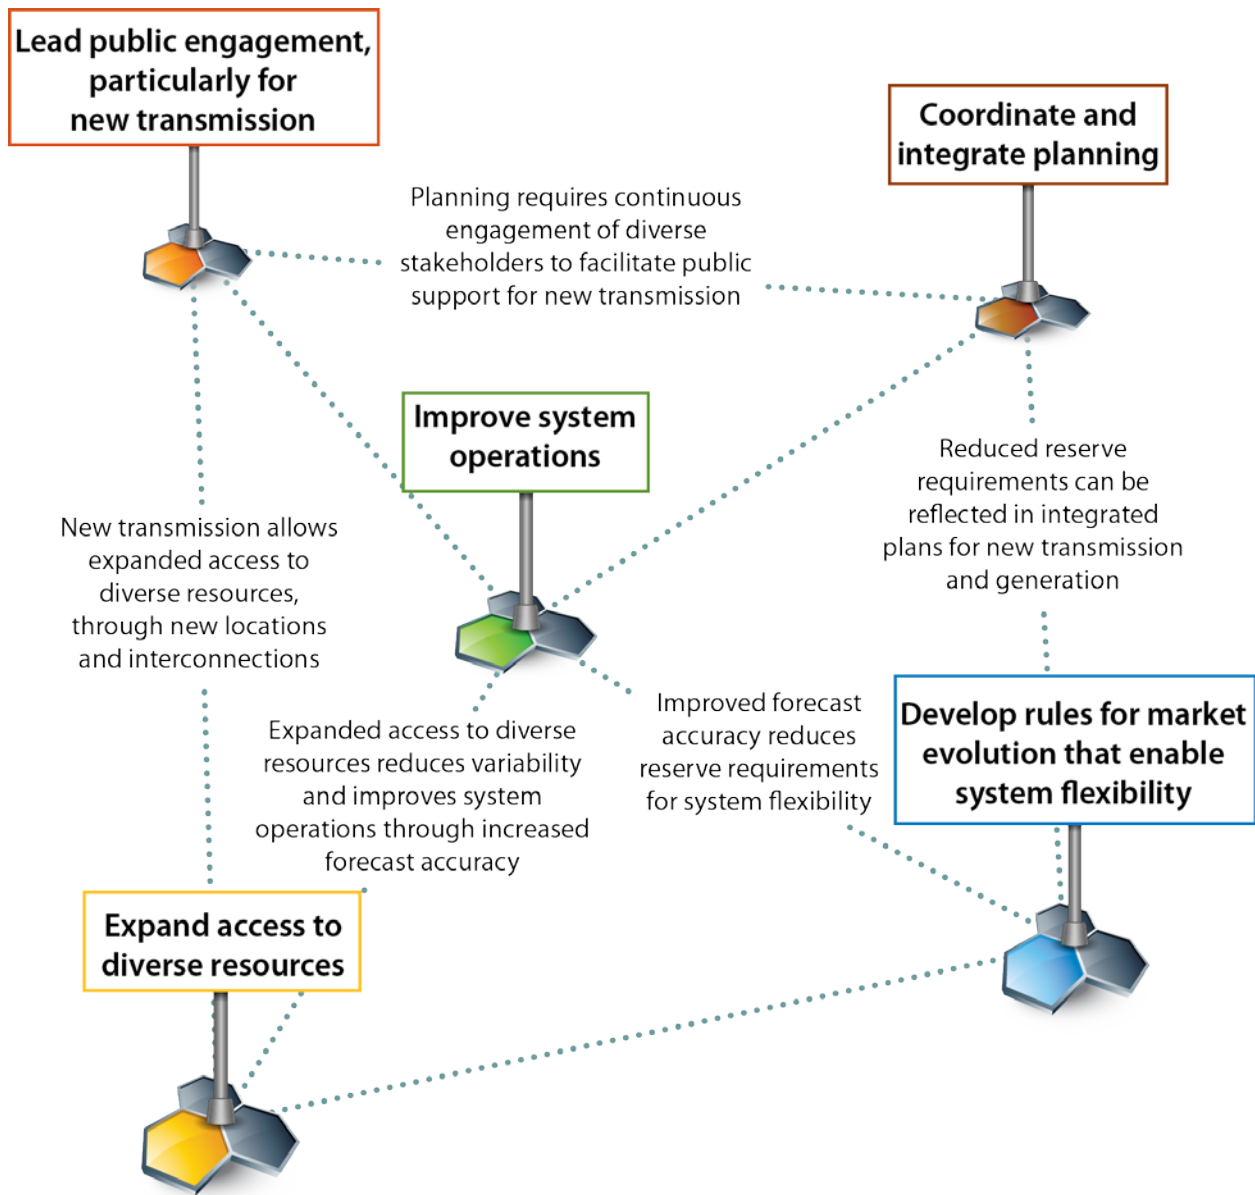 Lead public engagement,
particularly for
new transmission
Coordinate and
integrate planning
Planning requires continuous
engagement of diverse
stakeholders to facilitate public
support for new transmission
Improve system
operations
Reduced reserve
requirements can be
reflected in integrated
plans for new transmission
and generation
New transmission allows
expanded access to
diverse resources,
through new locations
and interconnections
Expanded access to diverse
resources reduces variability
and improves system
operations through increased
forecast accuracy
Improved forecast
accuracy reduces
reserve requirements
for system flexibility
Develop rules for market
evolution that enable
system flexibility
Expand access to
diverse resources